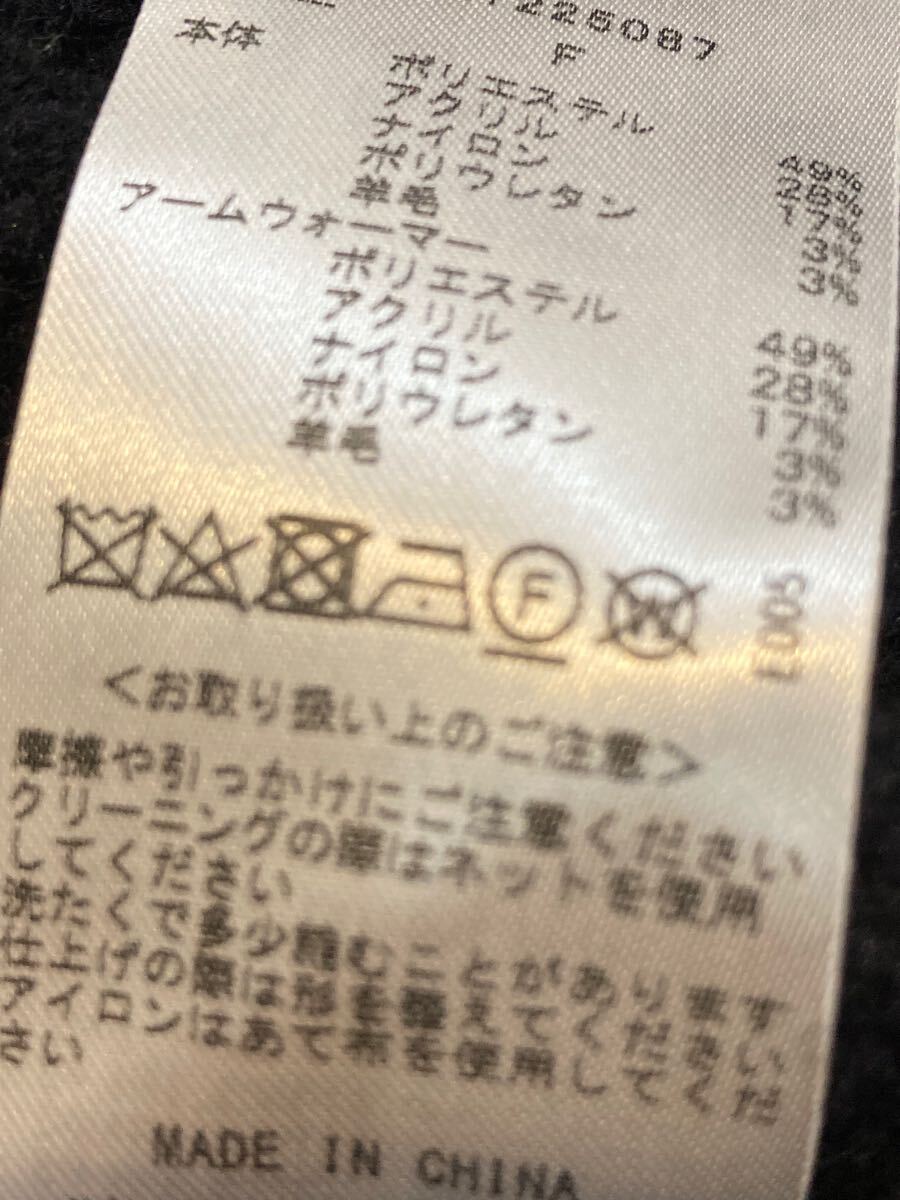 225087
本体 F
ポリエステル 49%
アクリル 28%
ナイロン 17%
ポリウレタン 3%
羊毛 3%
アームウォーマー
ポリエステル 49%
アクリル 28%
ナイロン 17%
ポリウレタン 3%
羊毛 3%
F
W
L005
<お取り扱い上のご注意>
摩擦や引っかけにご注意ください
クリーニングの際はネットを使用
してください
洗たくで多少縮むことがあります
仕上げの際は形を整えてください
アイロンはあて布を使用してくだ
さい
MADE IN CHINA